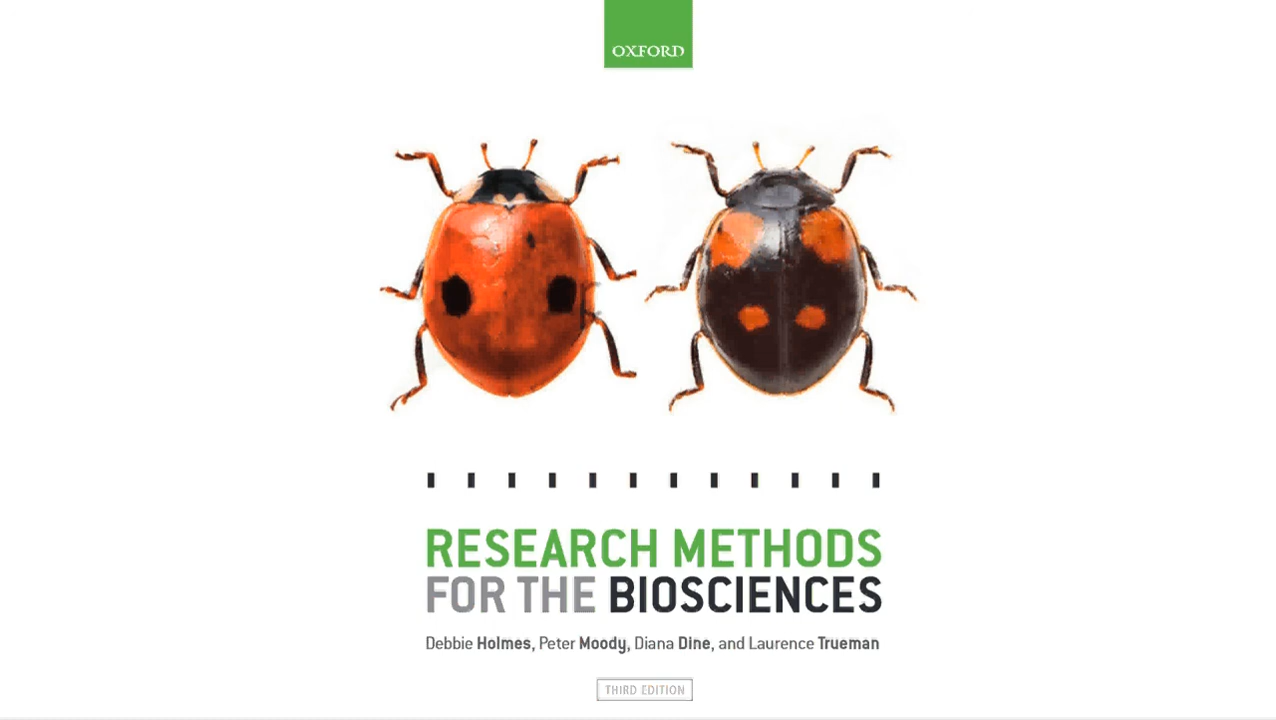 OXFORD
RESEARCH METHODS
FOR THE BIOSCIENCES
Debbie Holmes, Peter Moody, Diana Dine, and Laurence Trueman
THIRD EDITION